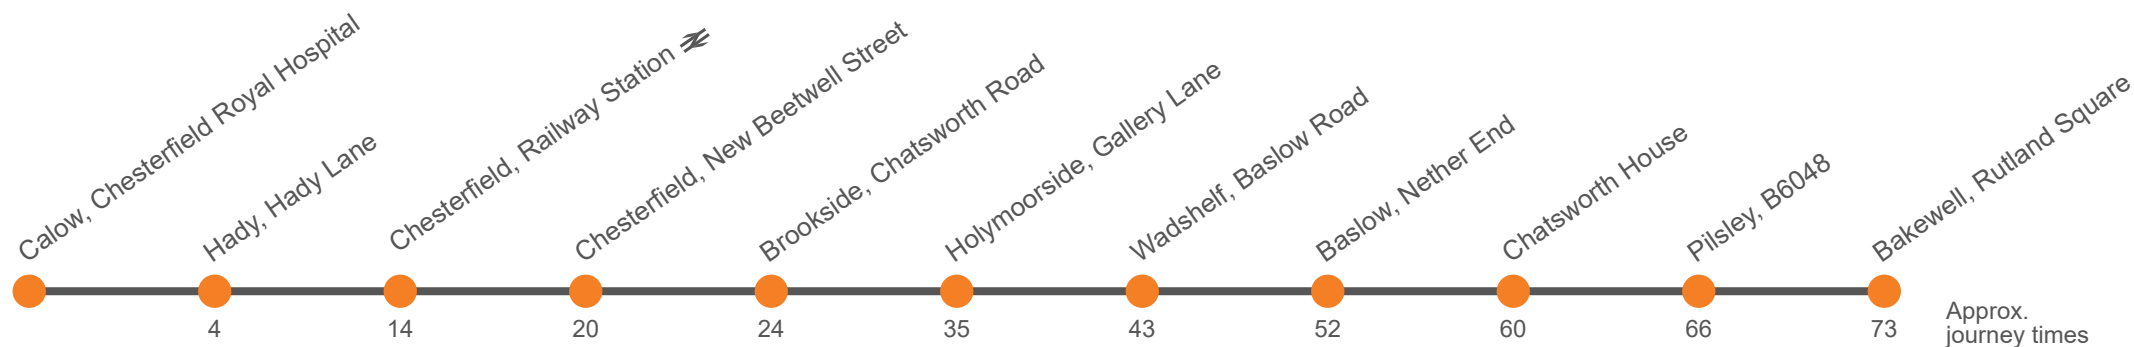 Calow, Chesterfield Royal Hospital
Hady, Hady Lane
Chesterfield, Railway Station
Chesterfield, New Beetwell Street
Brookside, Chatsworth Road
Holymoorside, Gallery Lane
Wadshelf, Baslow Road
Baslow, Nether End
Chatsworth House
Pilsley, B6048
Bakewell, Rutland Square
4 14 20 24 35 43 52 60 66 73
Approx.
journey times